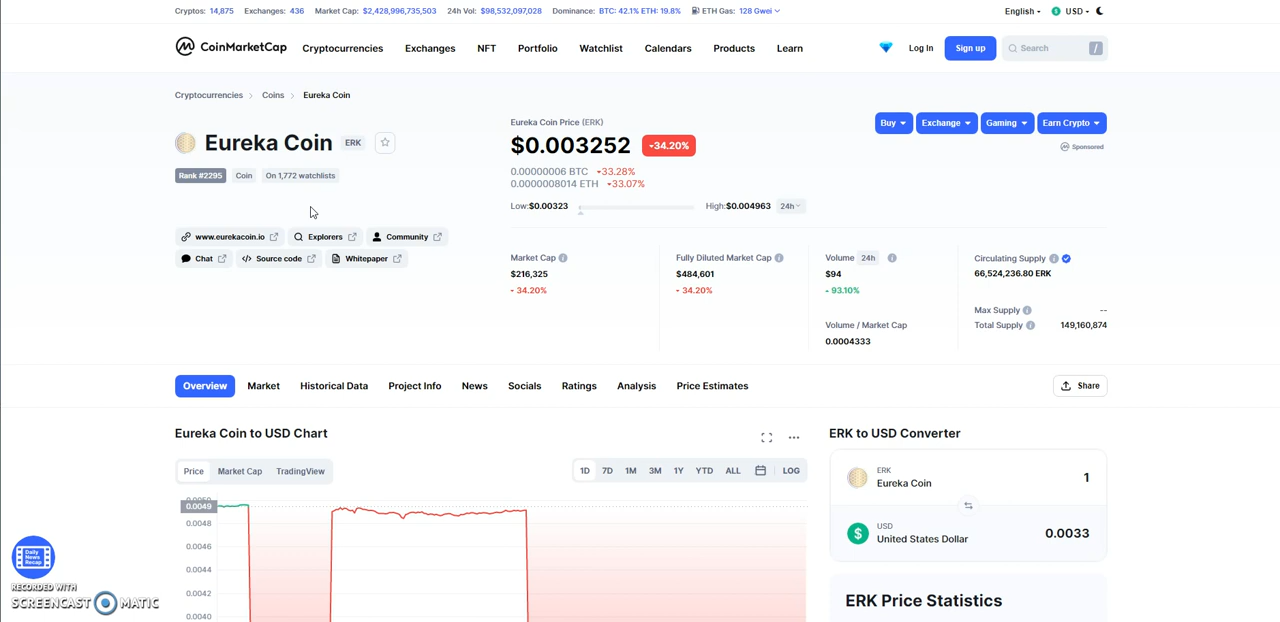 Cryptos: 14,875 Exchanges: 436 Market Cap: $2,428,996,735,503 24h Vol: $98,532,097,028 Dominance: BTC: 42.1% ETH: 19.8% ETH Gas: 128 Gwei English USD
CoinMarketCap Cryptocurrencies Exchanges NFT Portfolio Watchlist Calendars Products Learn Log In Sign up Search /
Cryptocurrencies Coins Eureka Coin
Eureka Coin ERK
Rank #2295 Coin On 1,772 watchlists
www.eurekacoin.io Explorers Community
Chat Source code Whitepaper
Eureka Coin Price (ERK)
$0.003252 34.20%
0.00000006 BTC 33.28%
0.0000008014 ETH 33.07%
Low:$0.00323 High:$0.004963 24h
Buy Exchange Gaming Earn Crypto
Sponsored
Market Cap
$216,325
34.20%
Fully Diluted Market Cap
$484,601
34.20%
Volume 24h
$94
93.10%
Volume / Market Cap
0.0004333
Circulating Supply
66,524,236.80 ERK
Max Supply --
Total Supply 149,160,874
Overview Market Historical Data Project Info News Socials Ratings Analysis Price Estimates Share
Eureka Coin to USD Chart
Price Market Cap TradingView 1D 7D 1M 3M 1Y YTD ALL LOG
0.0050
0.0049
0.0048
0.0046
0.0044
0.0042
0.0040
ERK to USD Converter
ERK
Eureka Coin 1
USD
United States Dollar 0.0033
ERK Price Statistics
Daily
News
Recap
RECORDED WITH
SCREENCAST MATIC